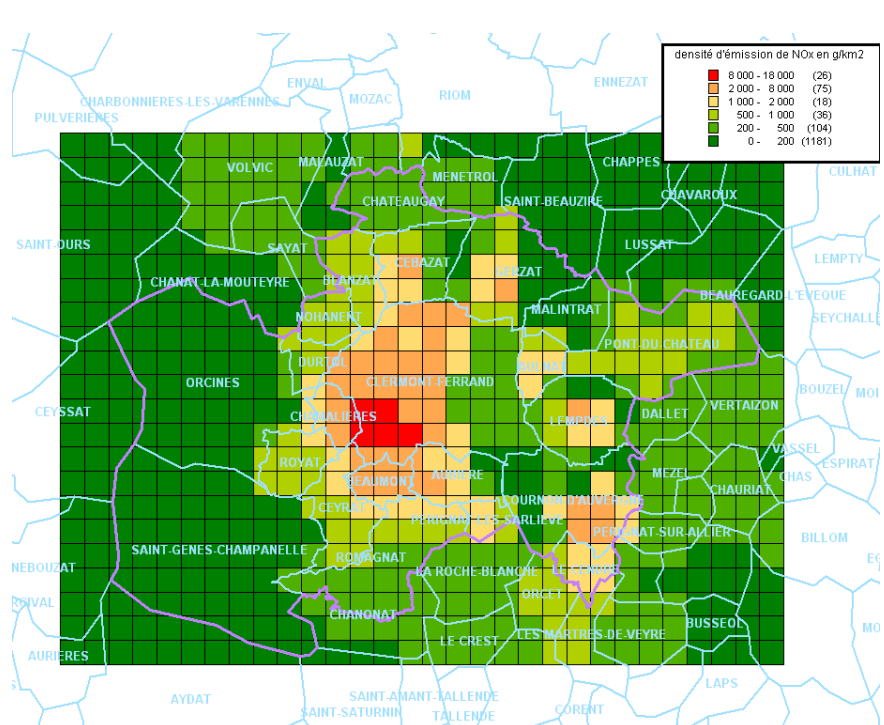 densité d'émission de NOx en g/km2
8 000 - 18 000 (26)
2 000 - 8 000 (75)
1 000 - 2 000 (18)
500 - 1 000 (36)
200 - 500 (104)
0 - 200 (1181)
ENVAL
ENNEZAT
MOZAC
RIOM
CHARBONNIERES-LES-VARENNES
PULVERIERES
VOLVIC
MALAUZAT
CHAPPES
CULHAT
MENETROL
CHATEAUGAY
SAINT-BEAUZIRE
CHAVAROUX
SAINT-OURS
SAYAT
LUSSAT
LEMPTY
CEBAZAT
GERZAT
CHANAT-LA-MOUTEYRE
BLANZAT
BEAUREGARD-L'EVEQUE
NOHANENT
MALINTRAT
SEYCHALLE
PONT-DU-CHATEAU
DURTOL
AULNAT
ORCINES
CLERMONT-FERRAND
BOUZEL
MOI
CEYSSAT
CHAMALIERES
LEMPDES
DALLET
VERTAIZON
VASSEL
ROYAT
AUBIERE
MEZEL
ESPIRAT
CHAS
BEAUMONT
CHAURIAT
CEYRAT
COURNON D'AUVERGNE
PERIGNAT-LES-SARLIEVE
PERIGNAT-SUR-ALLIER
BILLOM
SAINT-GENES-CHAMPANELLE
ROMAGNAT
NEBOUZAT
LA ROCHE-BLANCHE
LE CENDRE
ORCET
RCIVAL
CHANONAT
BUSSEOL
MO
LE CREST
LES MARTRES-DE-VEYRE
AURIERES
LAPS
AYDAT
SAINT-AMANT-TALLENDE
SAINT-SATURNIN
TALLENDE
CORENT